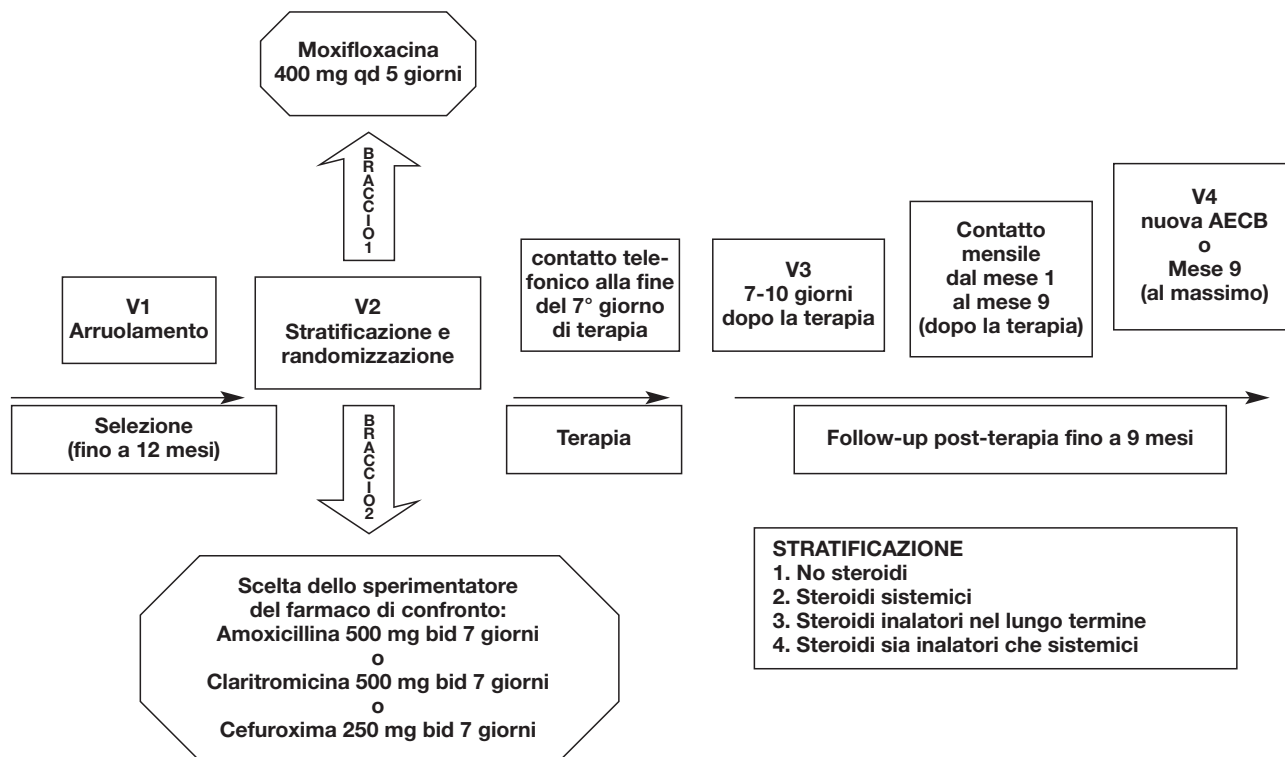 Moxifloxacina
400 mg qd 5 giorni
BRACCIO1
V1
Arruolamento
V2
Stratificazione e
randomizzazione
contatto tele-
fonico alla fine
del 7° giorno
di terapia
V3
7-10 giorni
dopo la terapia
Contatto
mensile
dal mese 1
al mese 9
(dopo la terapia)
V4
nuova AECB
o
Mese 9
(al massimo)
Selezione
(fino a 12 mesi)
Terapia
Follow-up post-terapia fino a 9 mesi
BRACCIO2
Scelta dello sperimentatore
del farmaco di confronto:
Amoxicillina 500 mg bid 7 giorni
o
Claritromicina 500 mg bid 7 giorni
o
Cefuroxima 250 mg bid 7 giorni
STRATIFICAZIONE
1. No steroidi
2. Steroidi sistemici
3. Steroidi inalatori nel lungo termine
4. Steroidi sia inalatori che sistemici